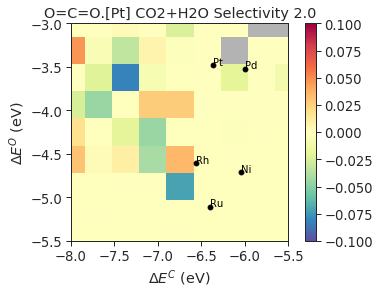 O=C=O.[Pt] CO2+H2O Selectivity 2.0
−3.0
−3.5
−4.0
−4.5
−5.0
−5.5
ΔE^O (eV)
Pt
Pd
Rh
Ni
Ru
−8.0 −7.5 −7.0 −6.5 −6.0 −5.5
ΔE^C (eV)
0.100
0.075
0.050
0.025
0.000
−0.025
−0.050
−0.075
−0.100